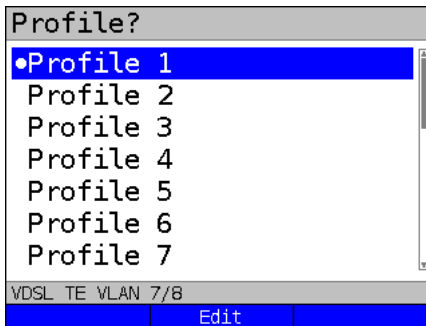 Profile?
•Profile 1
Profile 2
Profile 3
Profile 4
Profile 5
Profile 6
Profile 7
VDSL TE VLAN 7/8
Edit